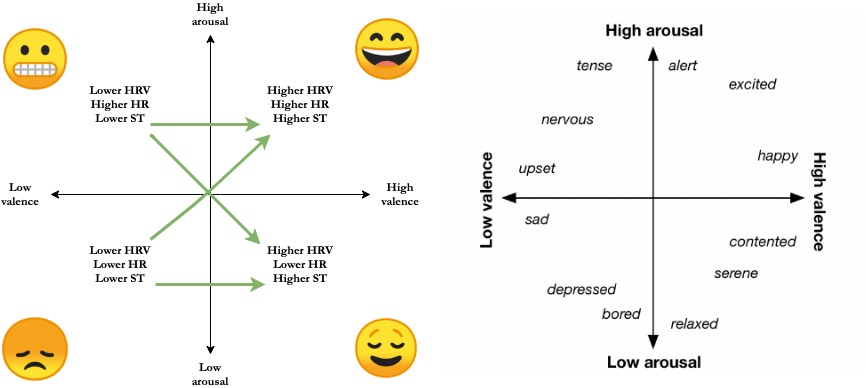 High
arousal
Lower HRV
Higher HR
Lower ST
Higher HRV
Higher HR
Higher ST
Low
valence
High
valence
Lower HRV
Lower HR
Lower ST
Higher HRV
Lower HR
Higher ST
Low
arousal
High arousal
tense
alert
excited
nervous
happy
upset
Low valence
High valence
sad
contented
serene
depressed
bored
relaxed
Low arousal